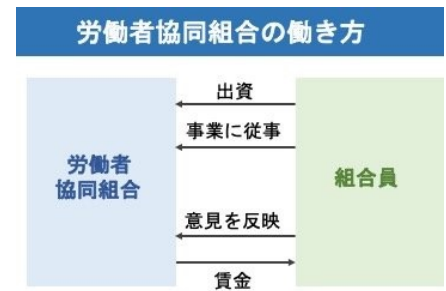 労働者協同組合の働き方
出資
事業に従事
労働者
協同組合
組合員
意見を反映
賃金